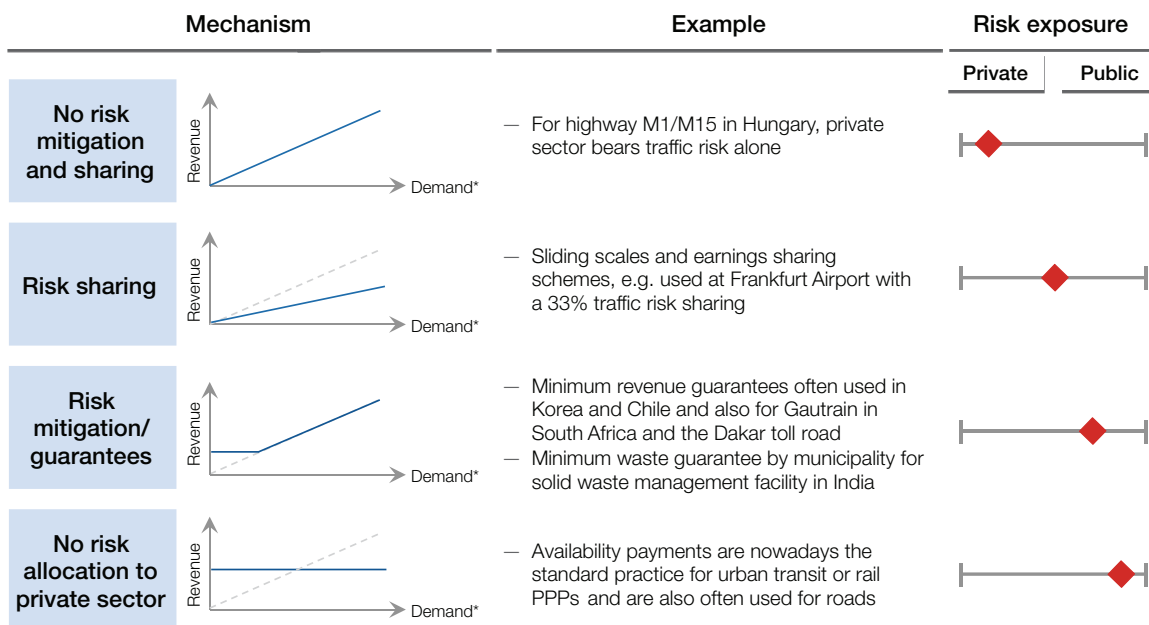 Mechanism
Example
Risk exposure
Private
Public
No risk
mitigation
and sharing
Revenue
Demand*
— For highway M1/M15 in Hungary, private
sector bears traffic risk alone
Risk sharing
Revenue
Demand*
— Sliding scales and earnings sharing
schemes, e.g. used at Frankfurt Airport with
a 33% traffic risk sharing
Risk
mitigation/
guarantees
Revenue
Demand*
— Minimum revenue guarantees often used in
Korea and Chile and also for Gautrain in
South Africa and the Dakar toll road
— Minimum waste guarantee by municipality for
solid waste management facility in India
No risk
allocation to
private sector
Revenue
Demand*
— Availability payments are nowadays the
standard practice for urban transit or rail
PPPs and are also often used for roads